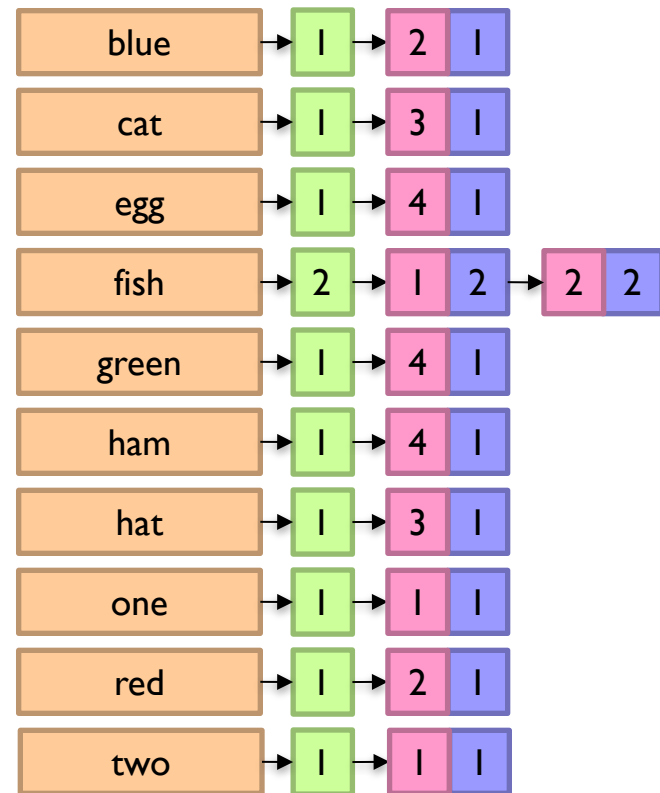 blue 1 2 1
cat 1 3 1
egg 1 4 1
fish 2 1 2 2 2
green 1 4 1
ham 1 4 1
hat 1 3 1
one 1 1 1
red 1 2 1
two 1 1 1